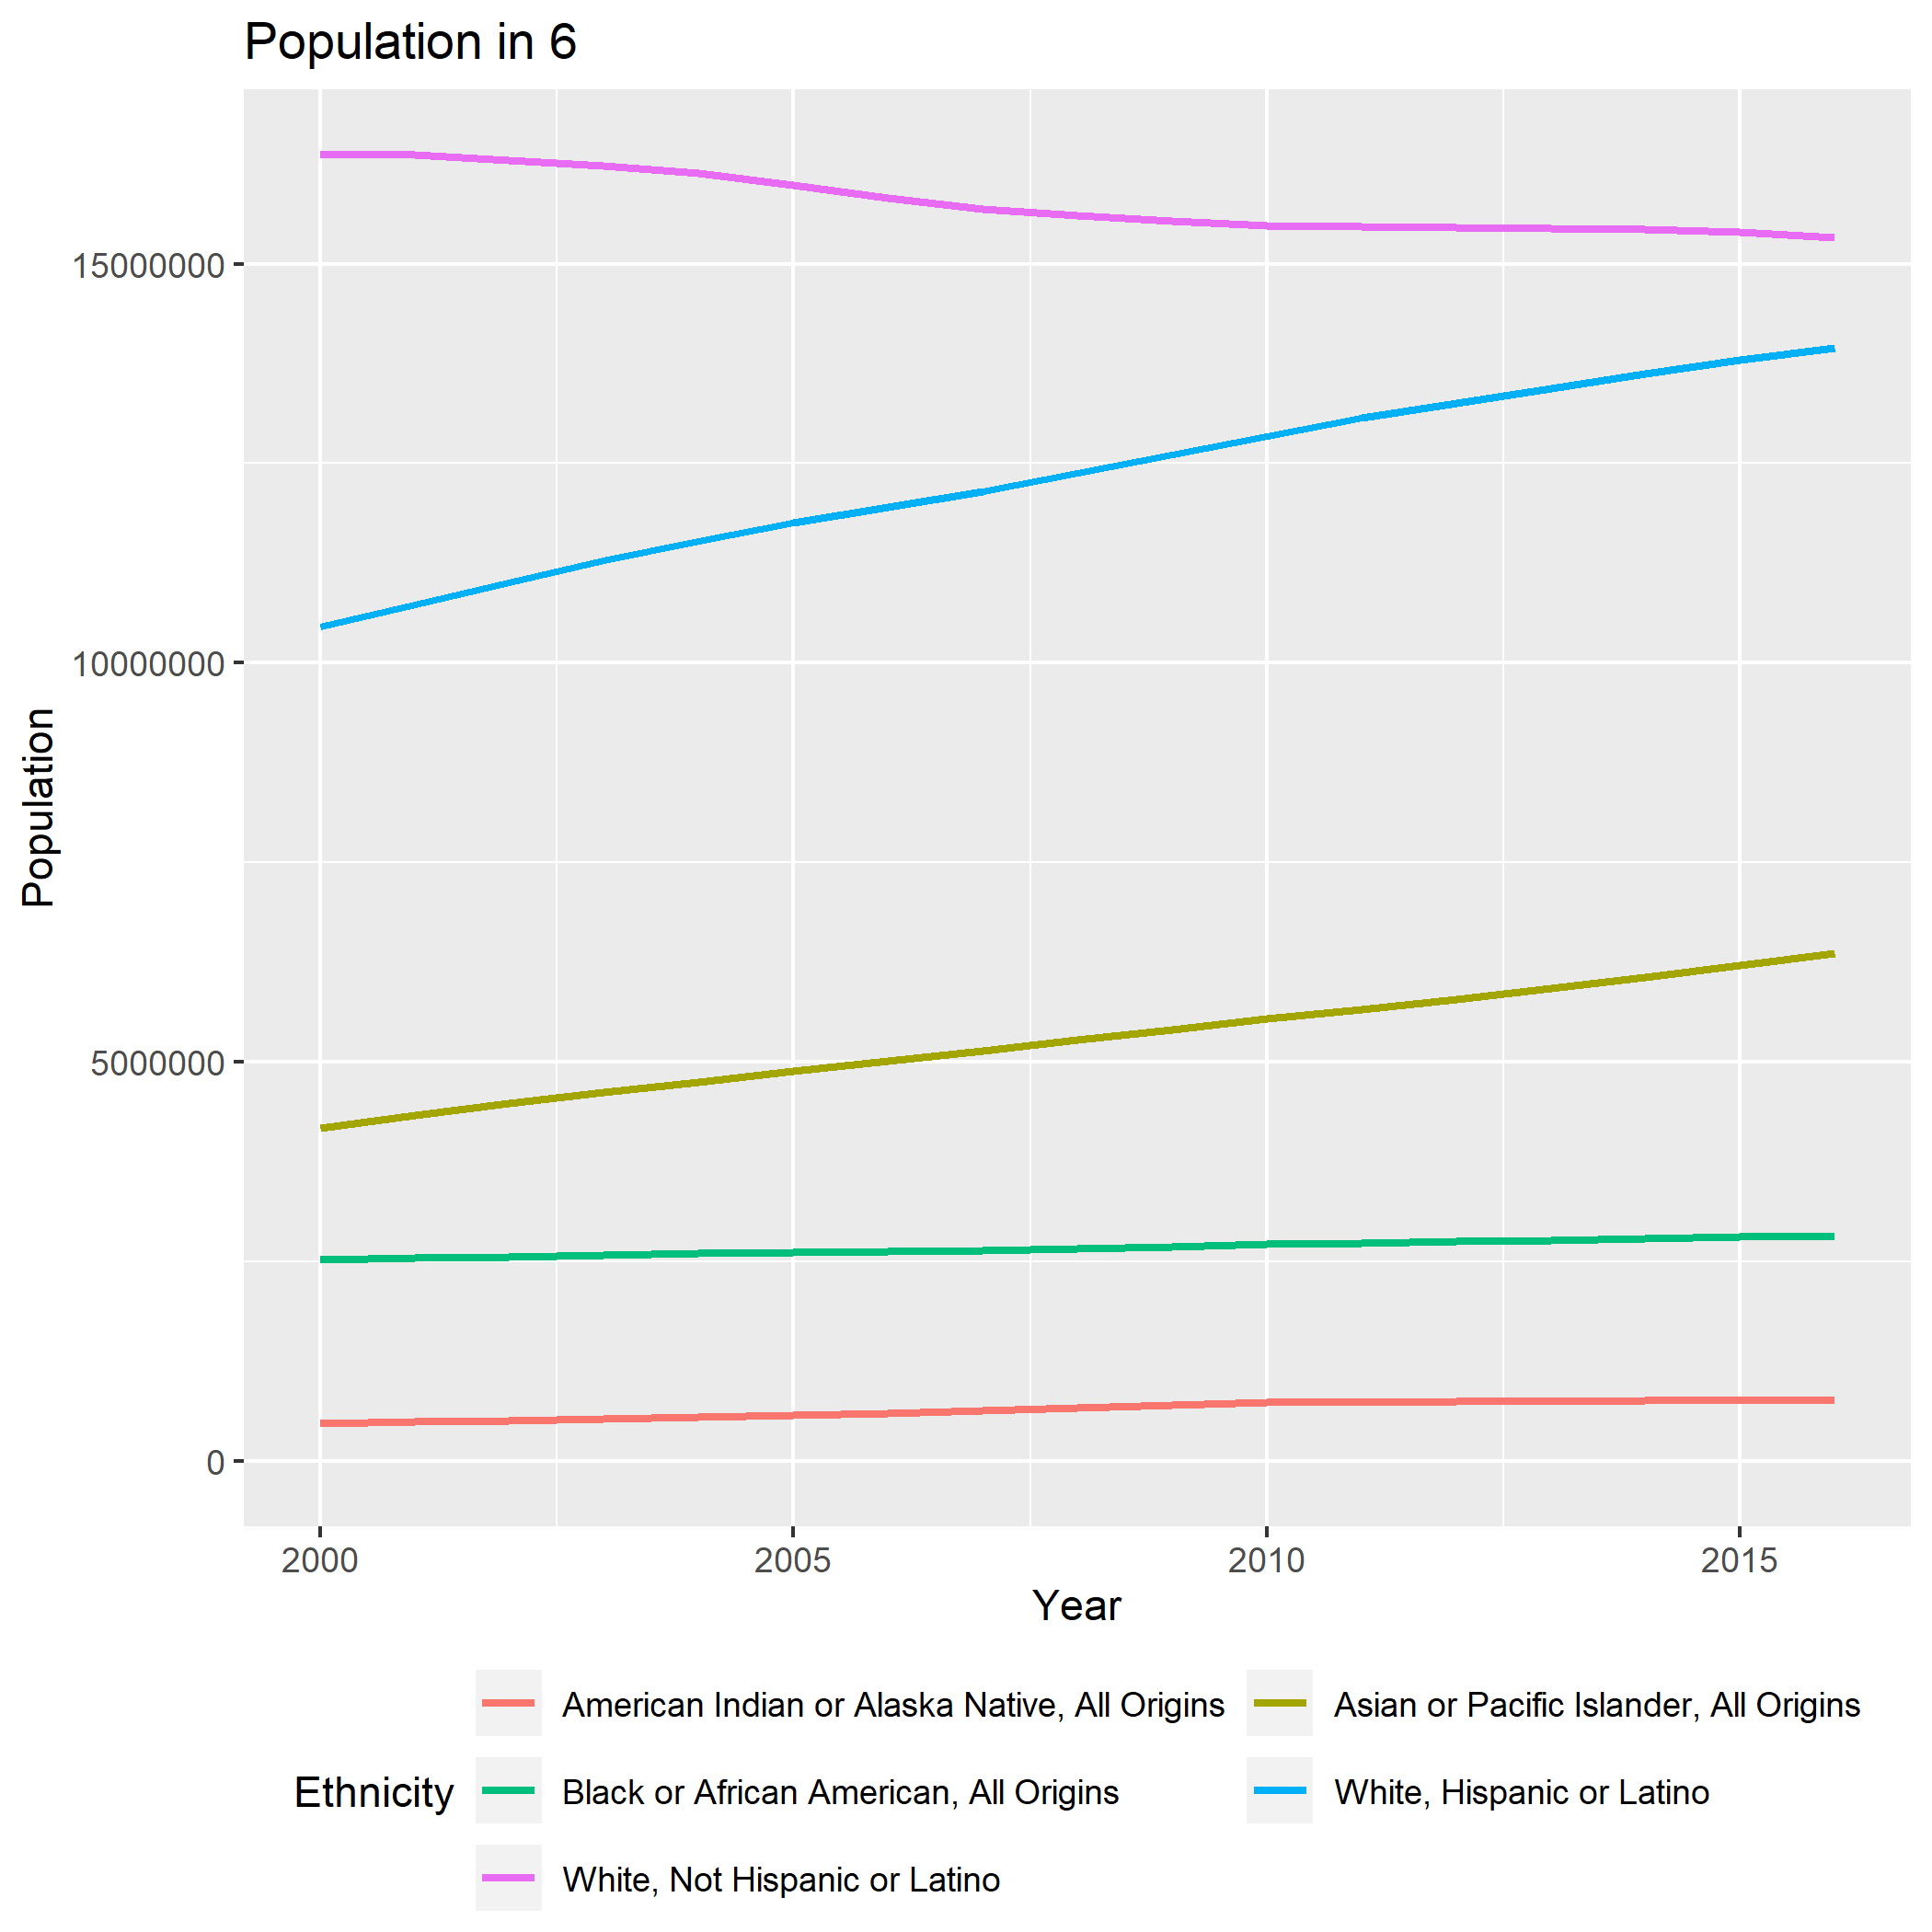 Population in 6
Population
15000000
10000000
5000000
0
2000 2005 2010 2015
Year
Ethnicity
American Indian or Alaska Native, All Origins
Asian or Pacific Islander, All Origins
Black or African American, All Origins
White, Hispanic or Latino
White, Not Hispanic or Latino